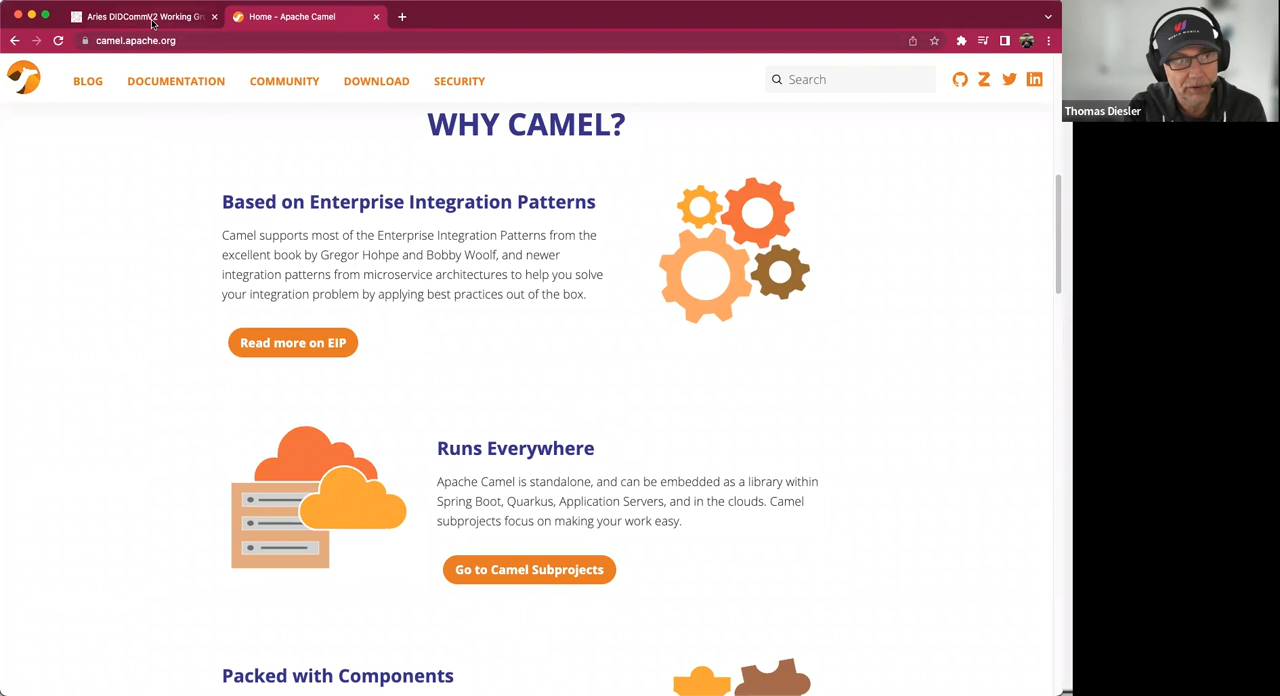 Aries DIDCommV2 Working Gr
Home - Apache Camel
camel.apache.org
BLOG
DOCUMENTATION
COMMUNITY
DOWNLOAD
SECURITY
Search
Thomas Diesler
WHY CAMEL?
Based on Enterprise Integration Patterns
Camel supports most of the Enterprise Integration Patterns from the
excellent book by Gregor Hohpe and Bobby Woolf, and newer
integration patterns from microservice architectures to help you solve
your integration problem by applying best practices out of the box.
Read more on EIP
Runs Everywhere
Apache Camel is standalone, and can be embedded as a library within
Spring Boot, Quarkus, Application Servers, and in the clouds. Camel
subprojects focus on making your work easy.
Go to Camel Subprojects
Packed with Components